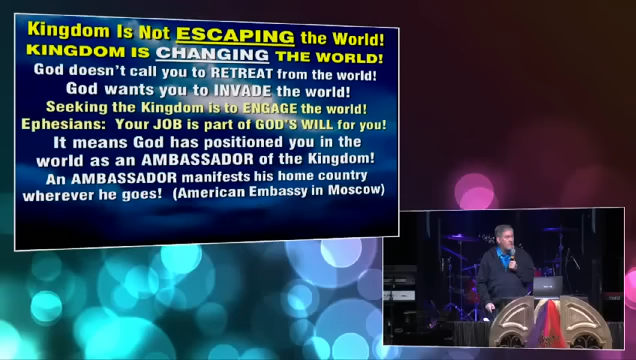 Kingdom Is Not ESCAPING the World!
KINGDOM IS CHANGING THE WORLD!
God doesn't call you to RETREAT from the world!
God wants you to INVADE the world!
Seeking the Kingdom is to ENGAGE the world!
Ephesians: Your JOB is part of GOD'S WILL for you!
It means God has positioned you in the
world as an AMBASSADOR of the Kingdom!
An AMBASSADOR manifests his home country
wherever he goes! (American Embassy in Moscow)